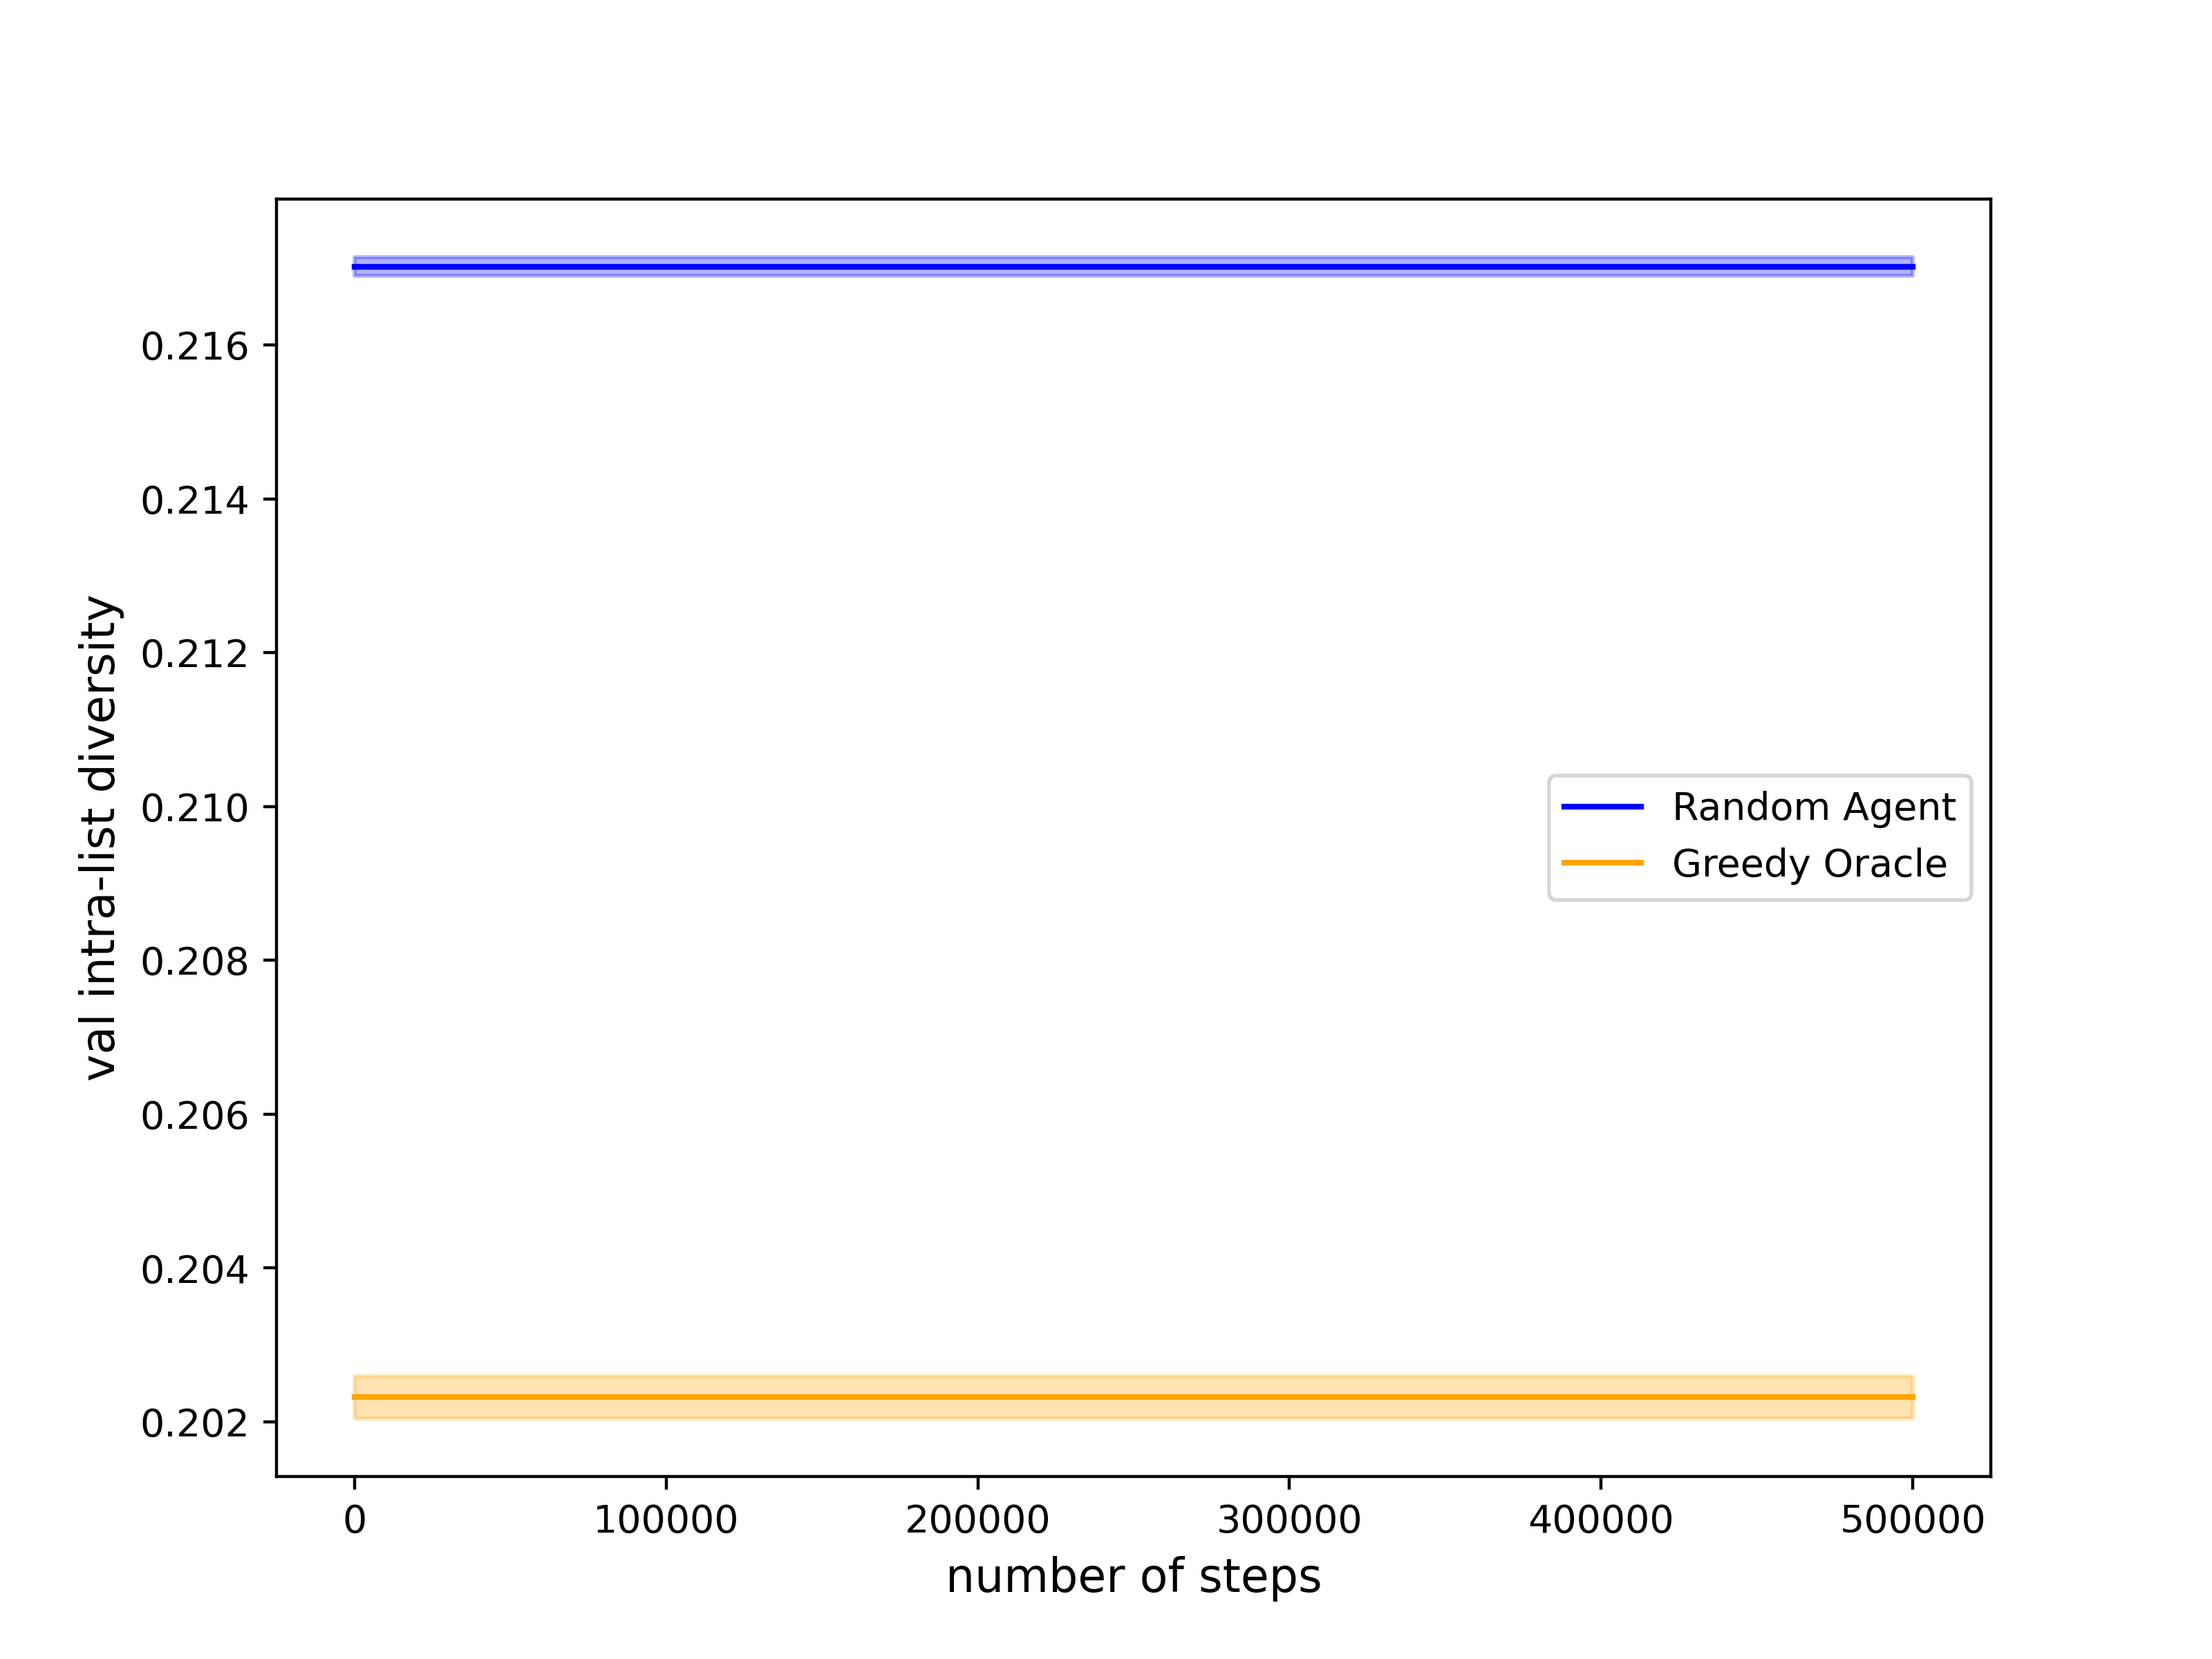 0.216
0.214
0.212
0.210
0.208
0.206
0.204
0.202
val intra-list diversity
Random Agent
Greedy Oracle
0 100000 200000 300000 400000 500000
number of steps